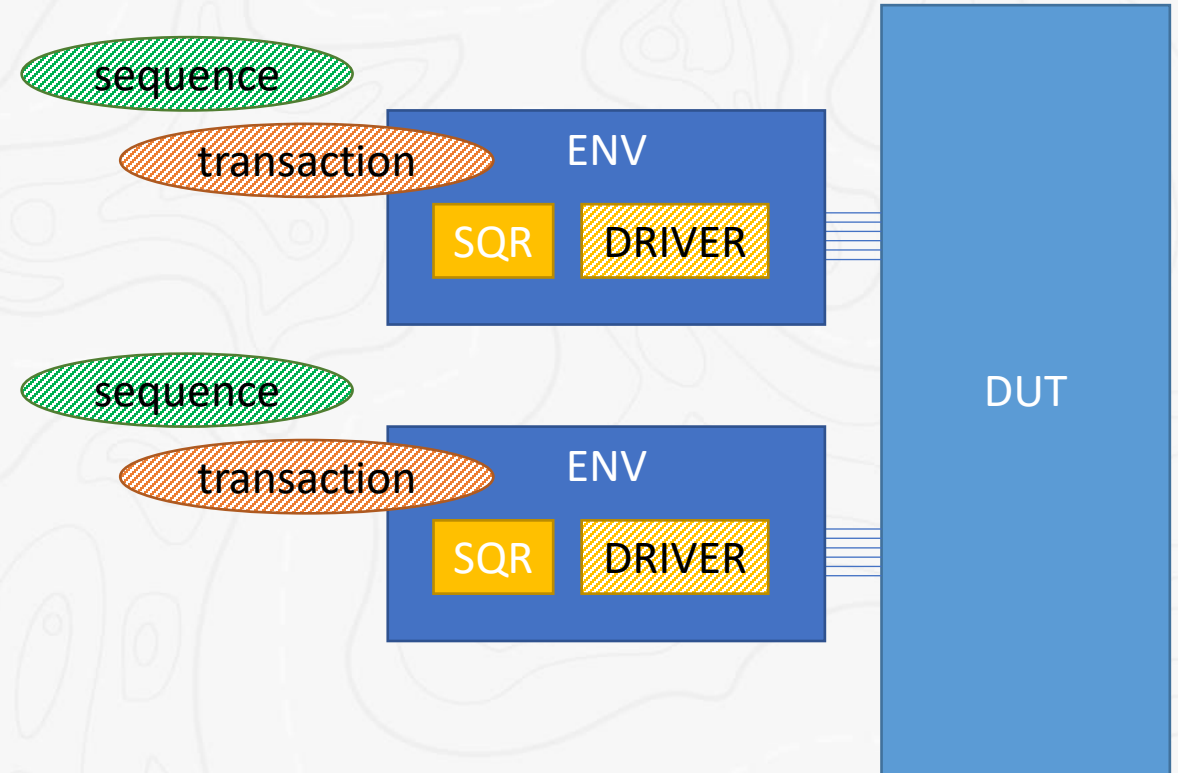 sequence
transaction
ENV
SQR
DRIVER
sequence
transaction
ENV
SQR
DRIVER
DUT